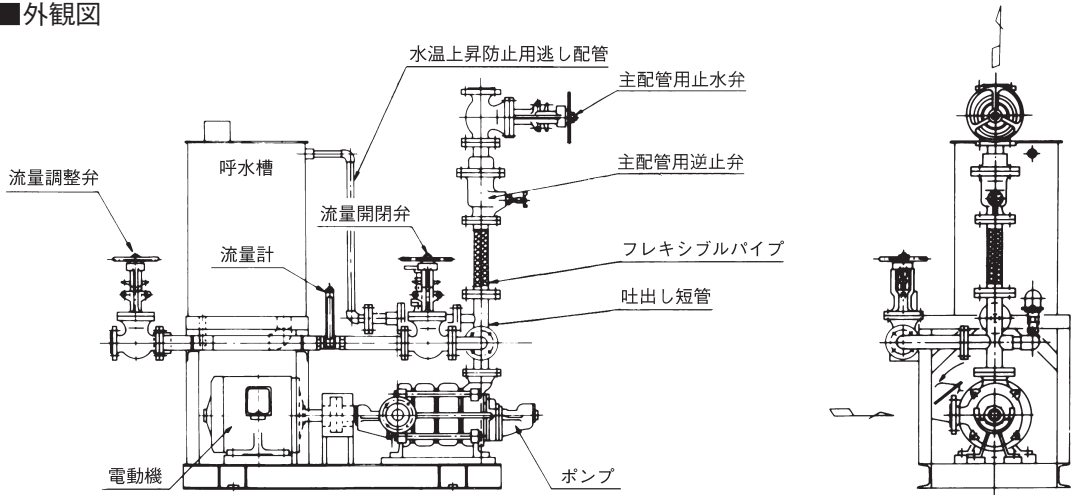 ■外観図
水温上昇防止用逃し配管
主配管用止水弁
呼水槽
主配管用逆止弁
流量調整弁
流量開閉弁
流量計
フレキシブルパイプ
吐出し短管
電動機
ポンプ